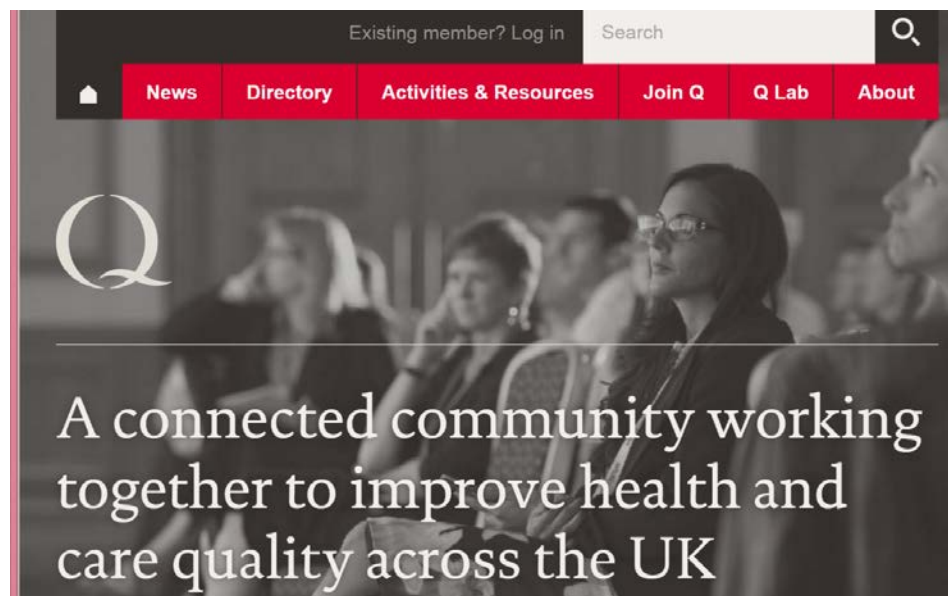 Existing member? Log in Search
News Directory Activities & Resources Join Q Q Lab About
Q
A connected community working
together to improve health and
care quality across the UK